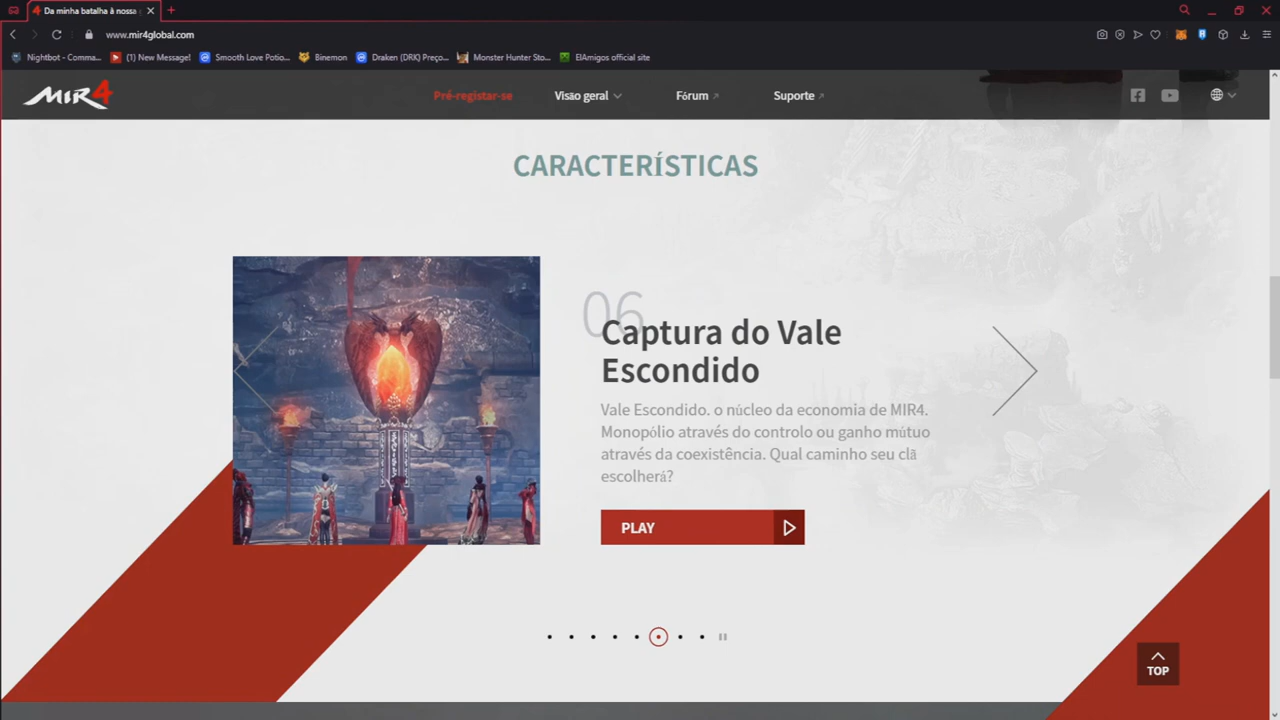 Da minha batalha à nossa
www.mir4global.com
Nightbot - Comma...
(1) New Message!
Smooth Love Potio...
Binemon
Draken (DRK) Preço...
Monster Hunter Sto...
ElAmigos official site
MIR4
Pré-registar-se
Visão geral
Fórum
Suporte
CARACTERÍSTICAS
06
Captura do Vale
Escondido
Vale Escondido. o núcleo da economia de MIR4.
Monopólio através do controlo ou ganho mútuo
através da coexistência. Qual caminho seu clã
escolherá?
PLAY
TOP